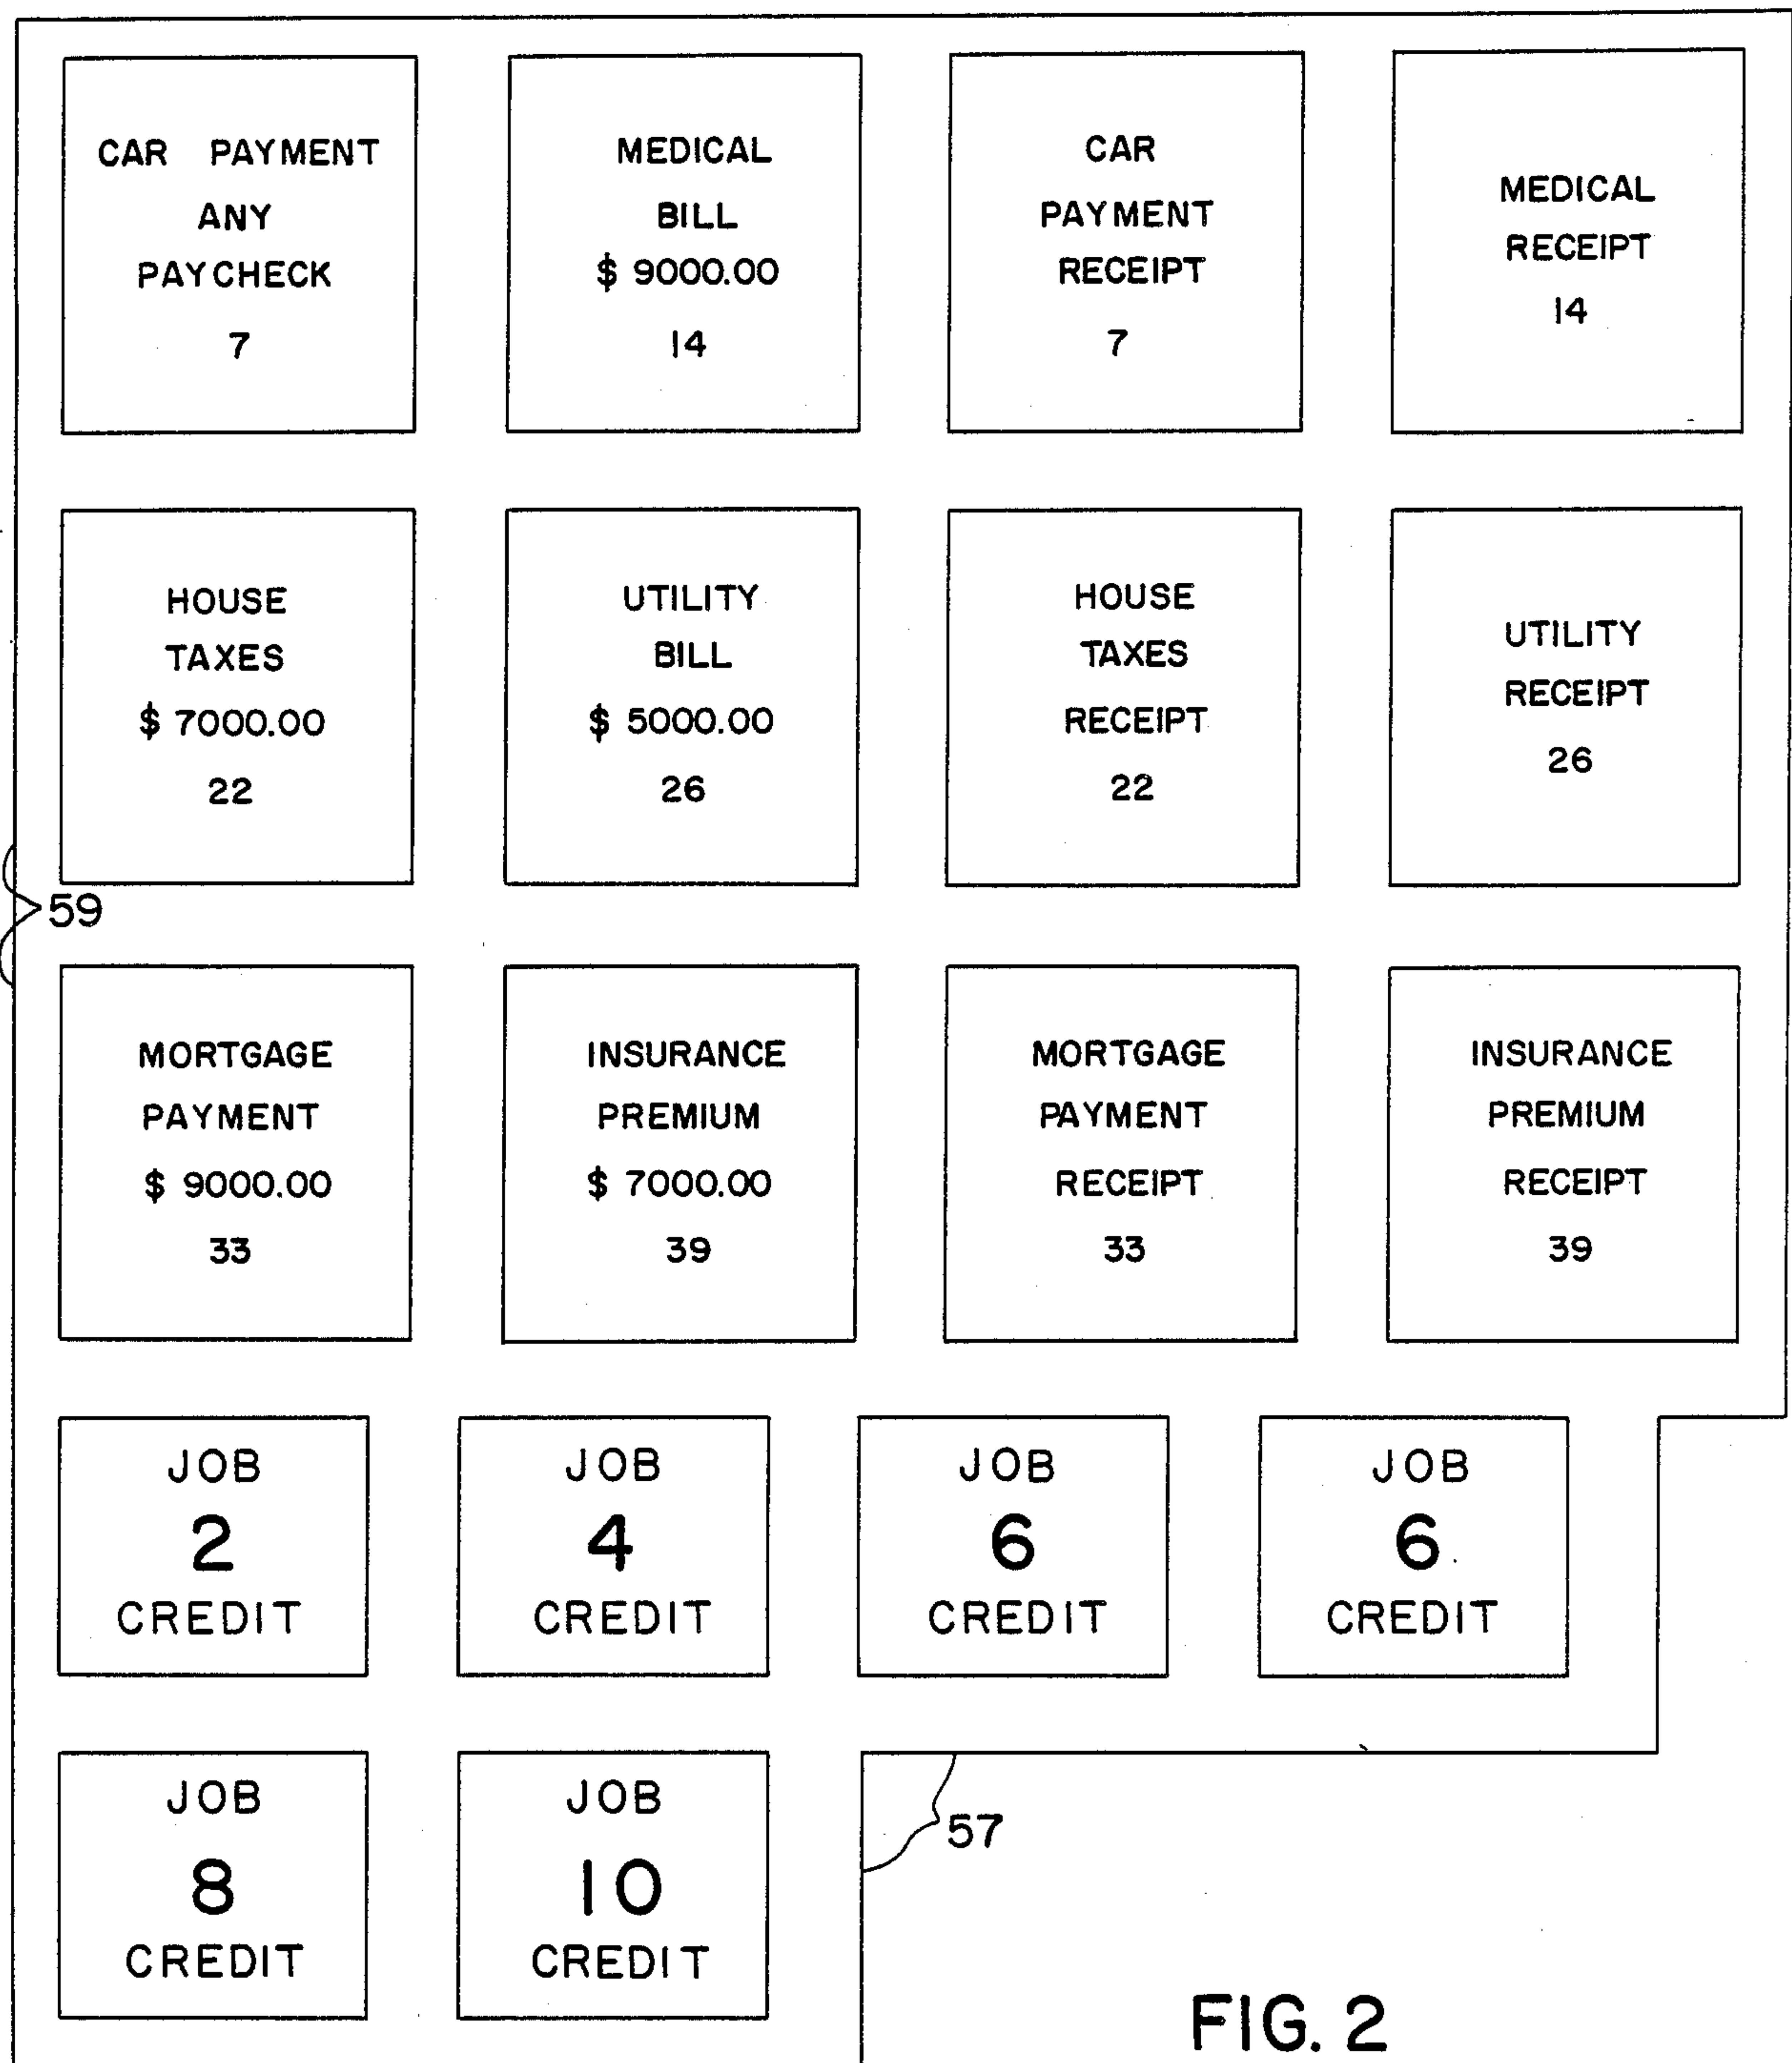 CAR PAYMENT
ANY
PAYCHECK
7
MEDICAL
BILL
$ 9000.00
14
CAR
PAYMENT
RECEIPT
7
MEDICAL
RECEIPT
14
HOUSE
TAXES
$ 7000.00
22
UTILITY
BILL
$ 5000.00
26
HOUSE
TAXES
RECEIPT
22
UTILITY
RECEIPT
26
59
MORTGAGE
PAYMENT
$ 9000.00
33
INSURANCE
PREMIUM
$ 7000.00
39
MORTGAGE
PAYMENT
RECEIPT
33
INSURANCE
PREMIUM
RECEIPT
39
JOB
2
CREDIT
JOB
4
CREDIT
JOB
6
CREDIT
JOB
6
CREDIT
JOB
8
CREDIT
JOB
10
CREDIT
57
FIG. 2